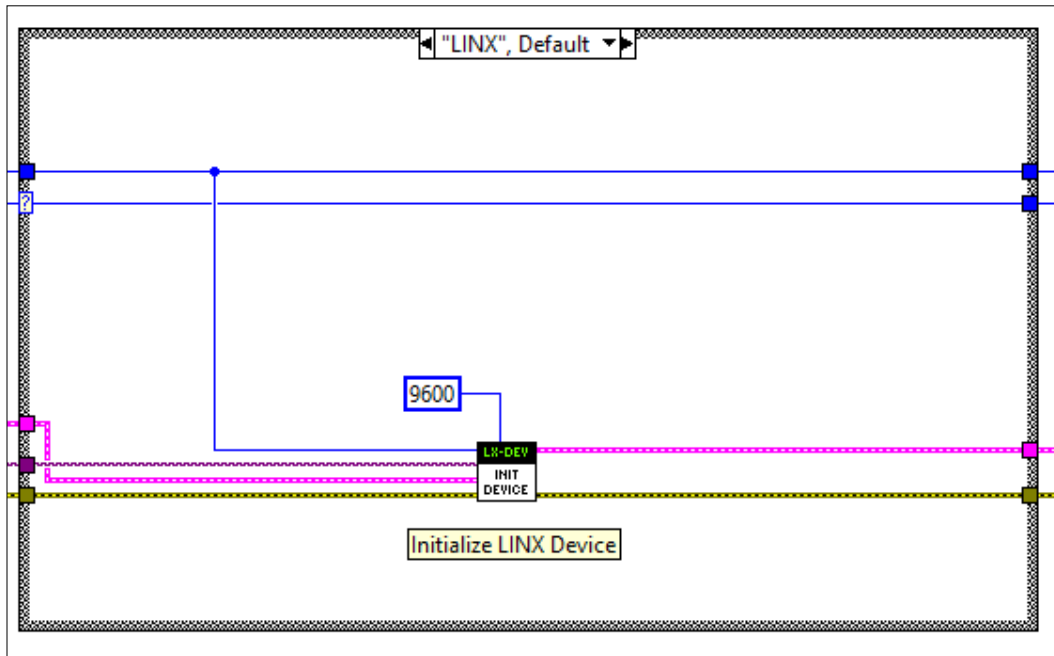 "LINX", Default
?
9600
LX-DEV
INIT
DEVICE
Initialize LINX Device